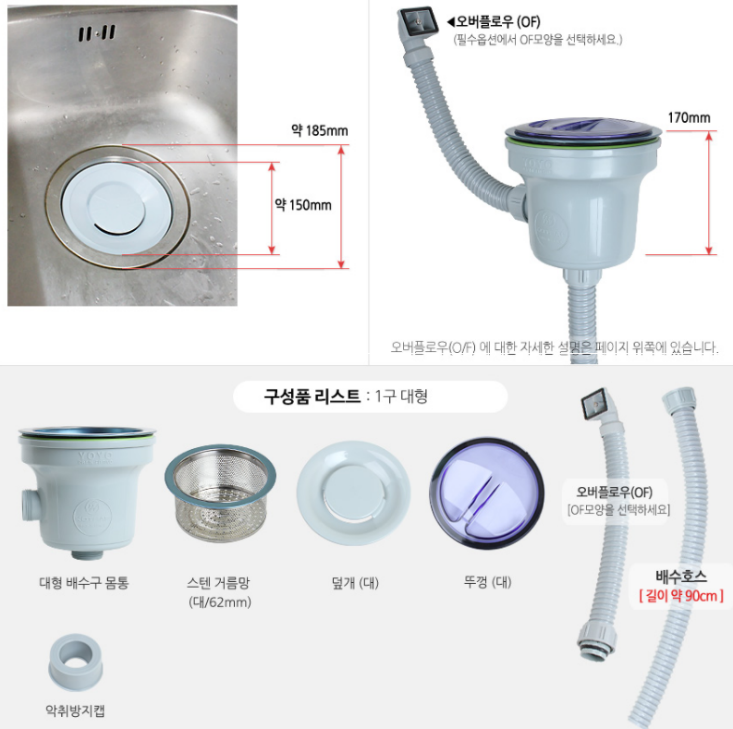 약 185mm
약 150mm
◀오버플로우 (OF)
(필수옵션에서 OF모양을 선택하세요.)
170mm
오버플로우(O/F) 에 대한 자세한 설명은 페이지 위쪽에 있습니다.
구성품 리스트 : 1구 대형
YOYO
대형 배수구 몸통
스텐 거름망
(대/62mm)
덮개 (대)
뚜껑 (대)
오버플로우(OF)
[OF모양을 선택하세요]
배수호스
[ 길이 약 90cm ]
악취방지캡